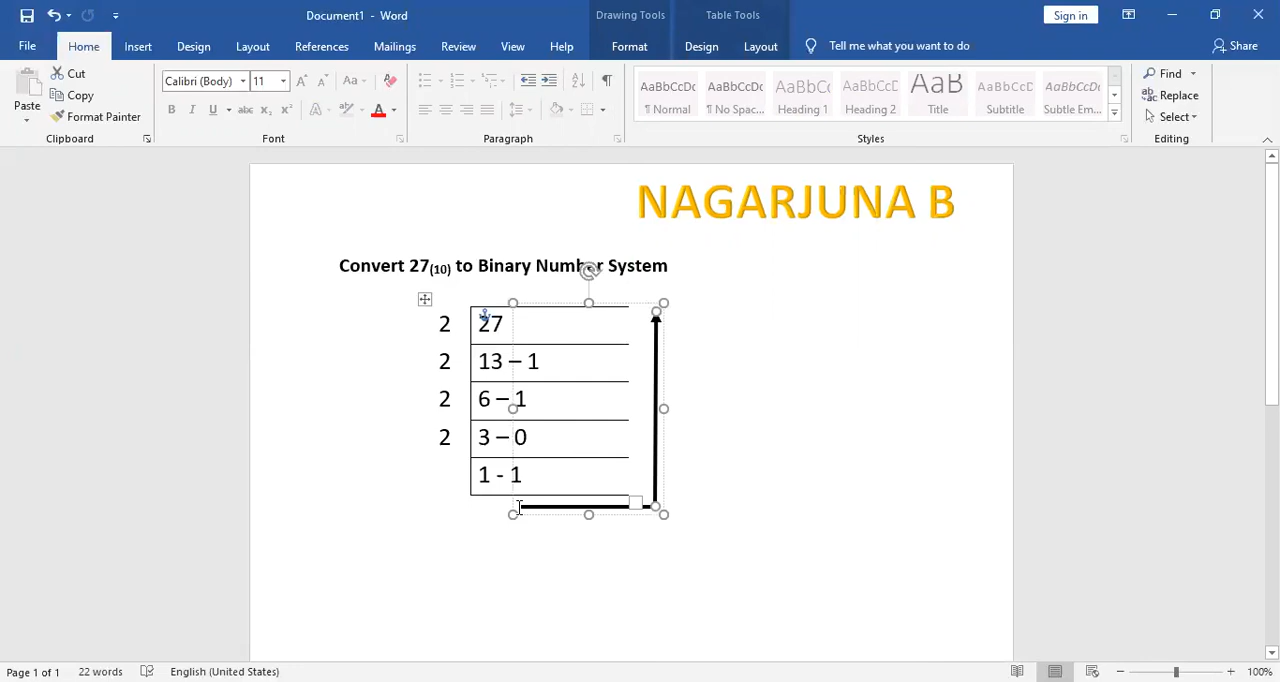 Document1 - Word
Drawing Tools
Table Tools
Sign in
File
Home
Insert
Design
Layout
References
Mailings
Review
View
Help
Format
Design
Layout
Tell me what you want to do
Share
Paste
Cut
Copy
Format Painter
Clipboard
Calibri (Body)
11
Font
Paragraph
AaBbCcDc
¶ Normal
AaBbCcDc
¶ No Spac...
AaBbC
Heading 1
AaBbCc
Heading 2
AaB
Title
AaBbCcD
Subtitle
AaBbCcDc
Subtle Em...
Styles
Find
Replace
Select
Editing
NAGARJUNA B
Convert 27(10) to Binary Number System
2 27
2 13 – 1
2 6 – 1
2 3 – 0
1 - 1
Page 1 of 1
22 words
English (United States)
100%